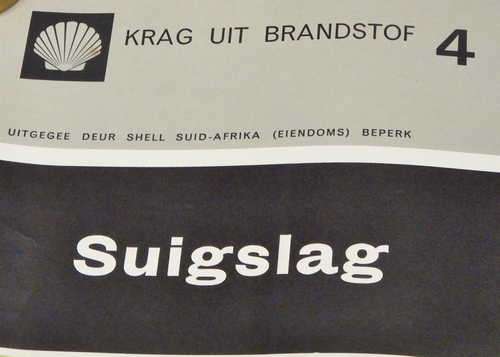 KRAG UIT BRANDSTOF 4
UITGEGEE DEUR SHELL SUID-AFRIKA (EIENDOMS) BEPERK
Suigslag